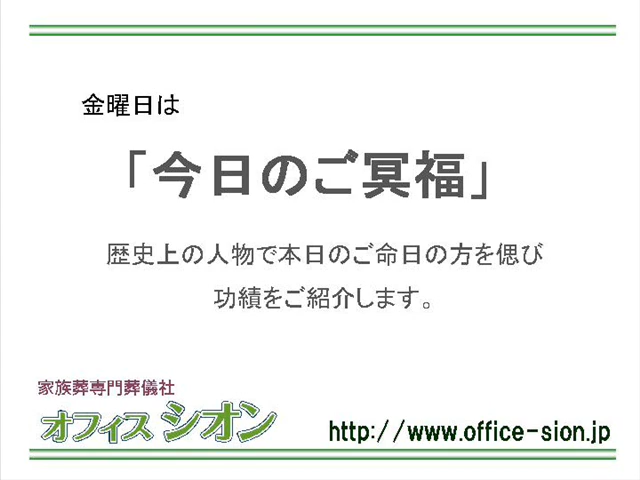 金曜日は
「今日のご冥福」
歴史上の人物で本日のご命日の方を偲び
功績をご紹介します。
家族葬専門葬儀社
オフィスシオン
http://www.office-sion.jp